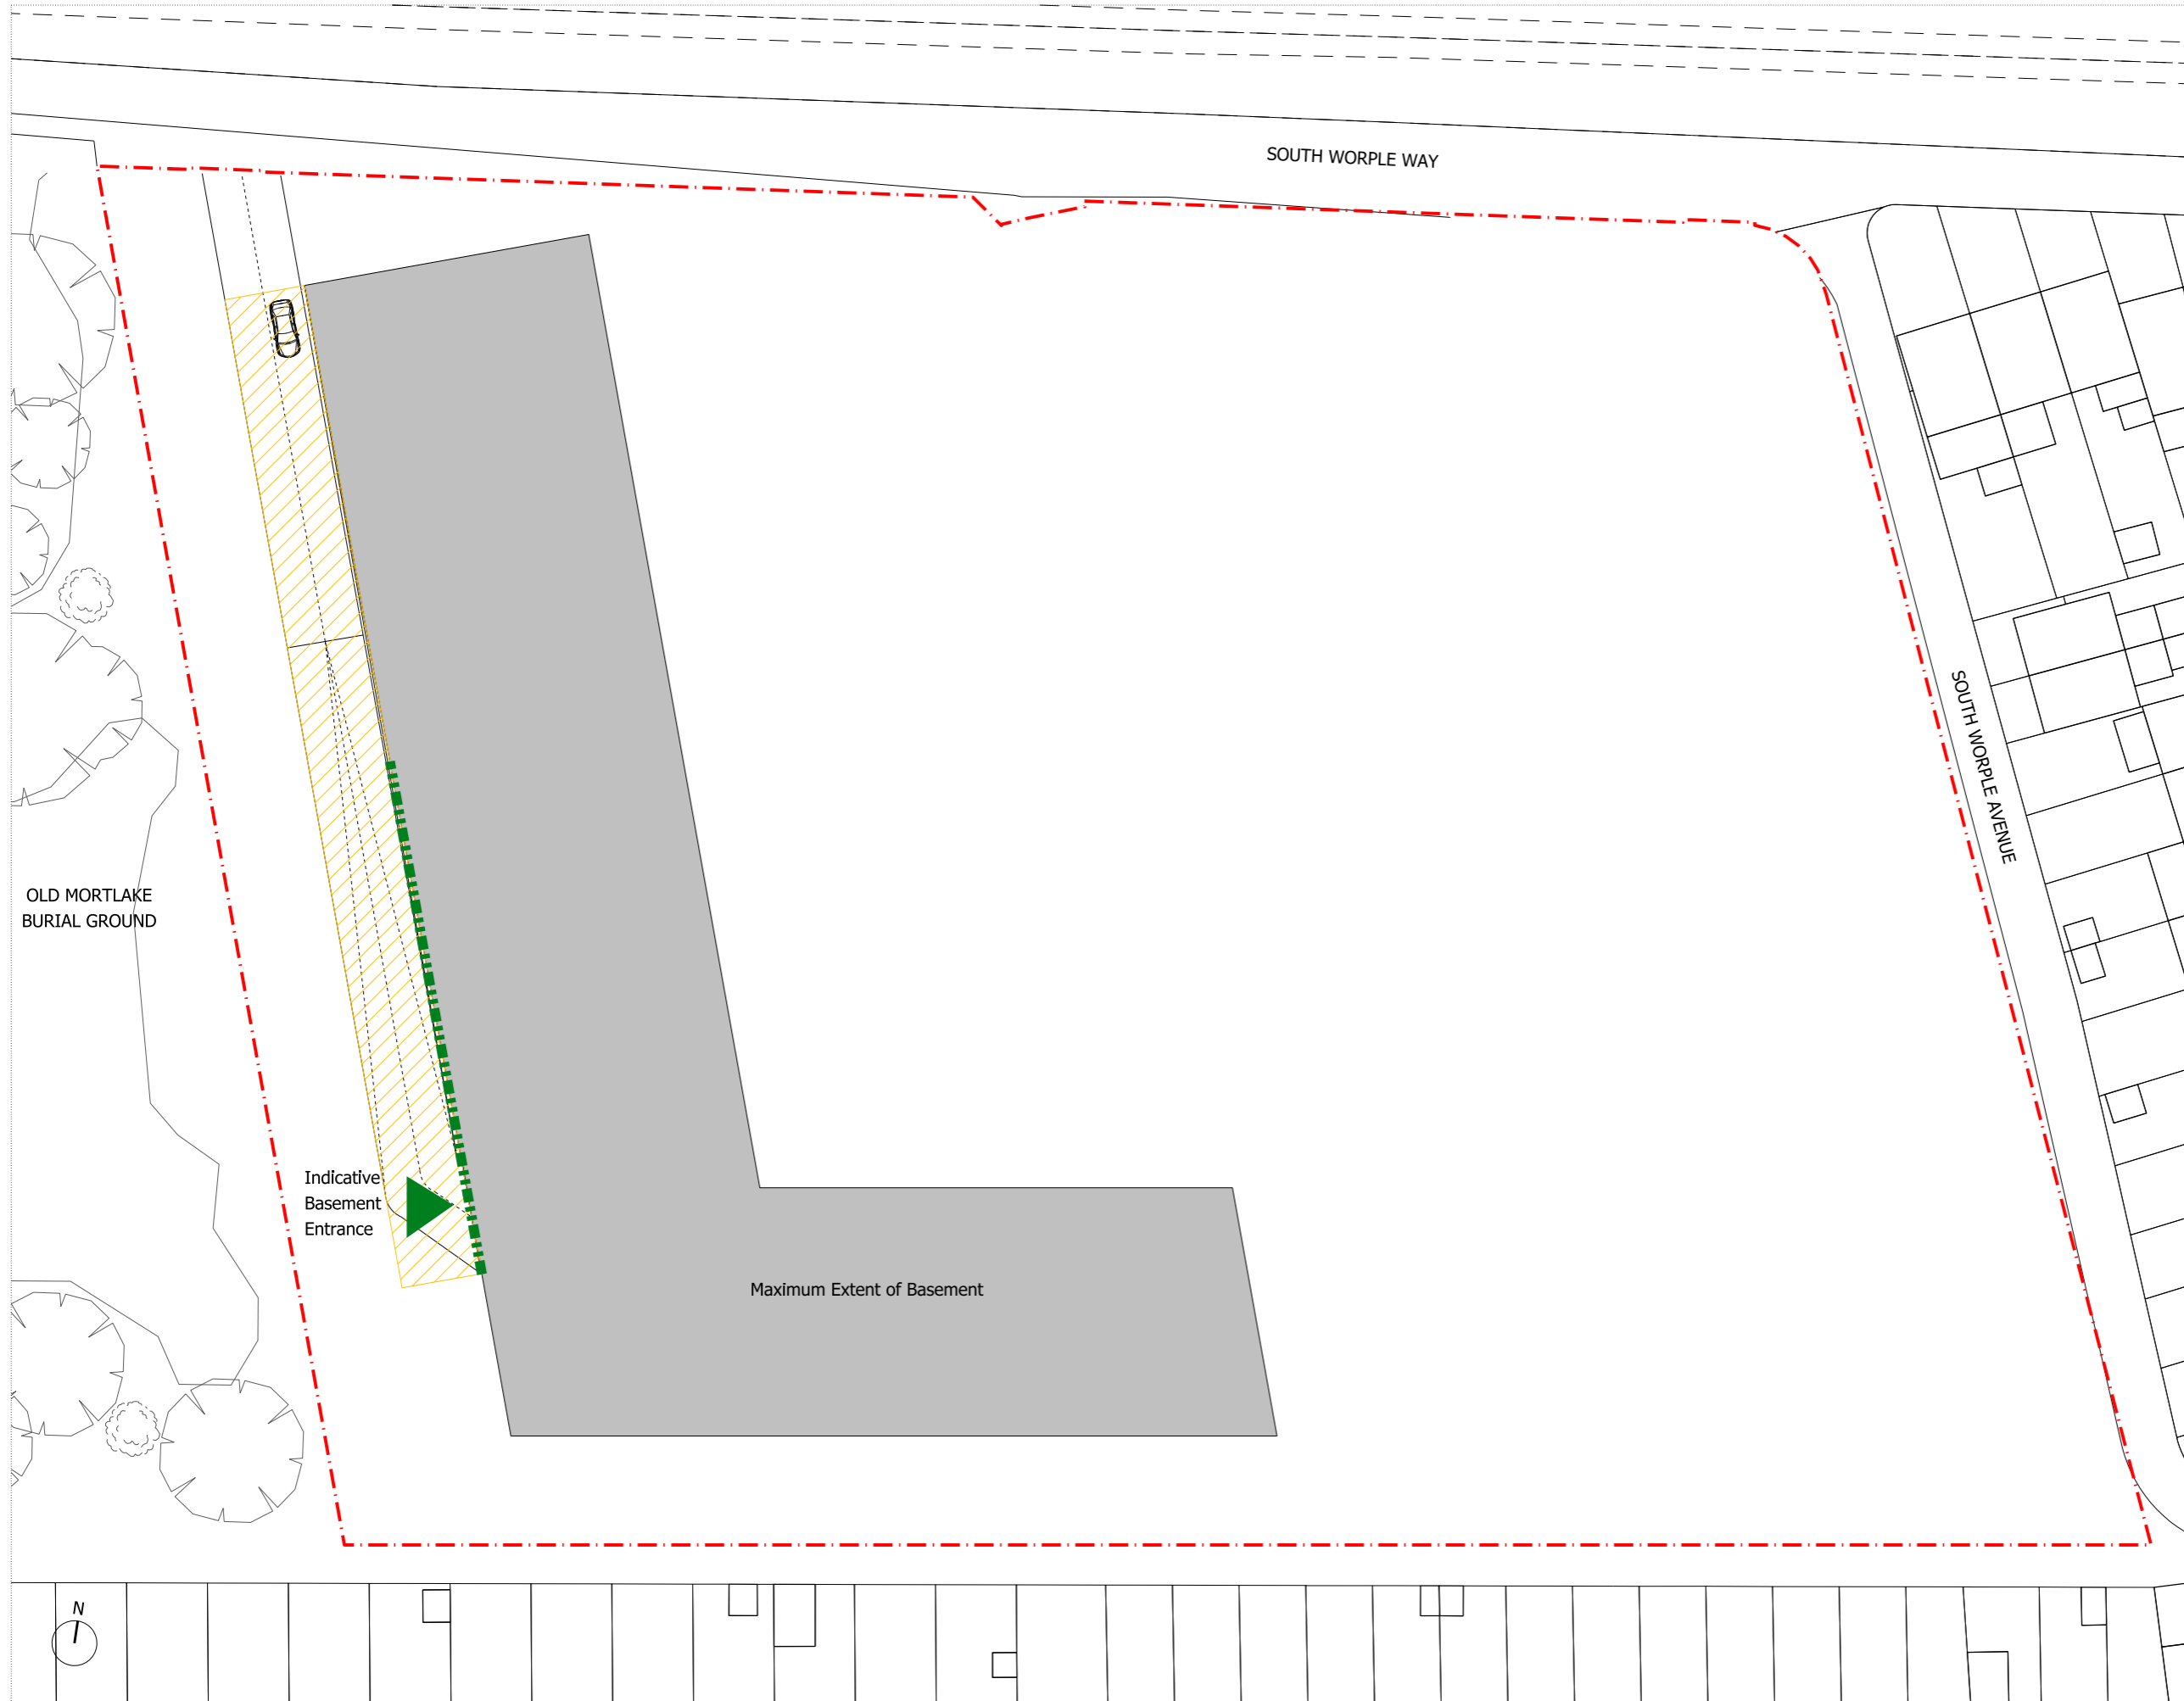 SOUTH WORPLE WAY
SOUTH WORPLE AVENUE
OLD MORTLAKE
BURIAL GROUND
Indicative
Basement
Entrance
Maximum Extent of Basement
N